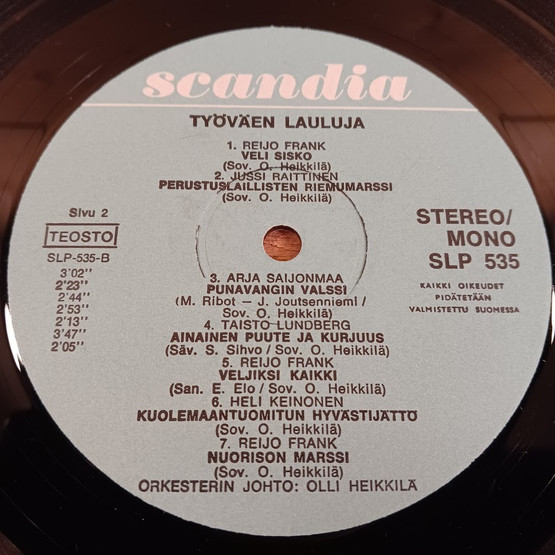 scandia
TYÖVÄEN LAULUJA
1. REIJO FRANK
VELI SISKO
(Sov. O. Heikkilä)
2. JUSSI RAITTINEN
PERUSTUSLAILLISTEN RIEMUMARSSI
(Sov. O. Heikkilä)
Sivu 2
TEOSTO
SLP-535-B
3'02''
2'23''
2'44''
2'53''
2'13''
3'47''
2'05''
STEREO/
MONO
SLP 535
KAIKKI OIKEUDET
PIDÄTETÄÄN
VALMISTETTU SUOMESSA
3. ARJA SAIJONMAA
PUNAVANGIN VALSSI
(M. Ribot – J. Joutsenniemi /
Sov. O. Heikkilä)
4. TAISTO LUNDBERG
AINAINEN PUUTE JA KURJUUS
(Säv. S. Sihvo / Sov. O. Heikkilä)
5. REIJO FRANK
VELJIKSI KAIKKI
(San. E. Elo / Sov. O. Heikkilä)
6. HELI KEINONEN
KUOLEMAANTUOMITUN HYVÄSTIJÄTTÖ
(Sov. O. Heikkilä)
7. REIJO FRANK
NUORISON MARSSI
(Sov. O. Heikkilä)
ORKESTERIN JOHTO: OLLI HEIKKILÄ